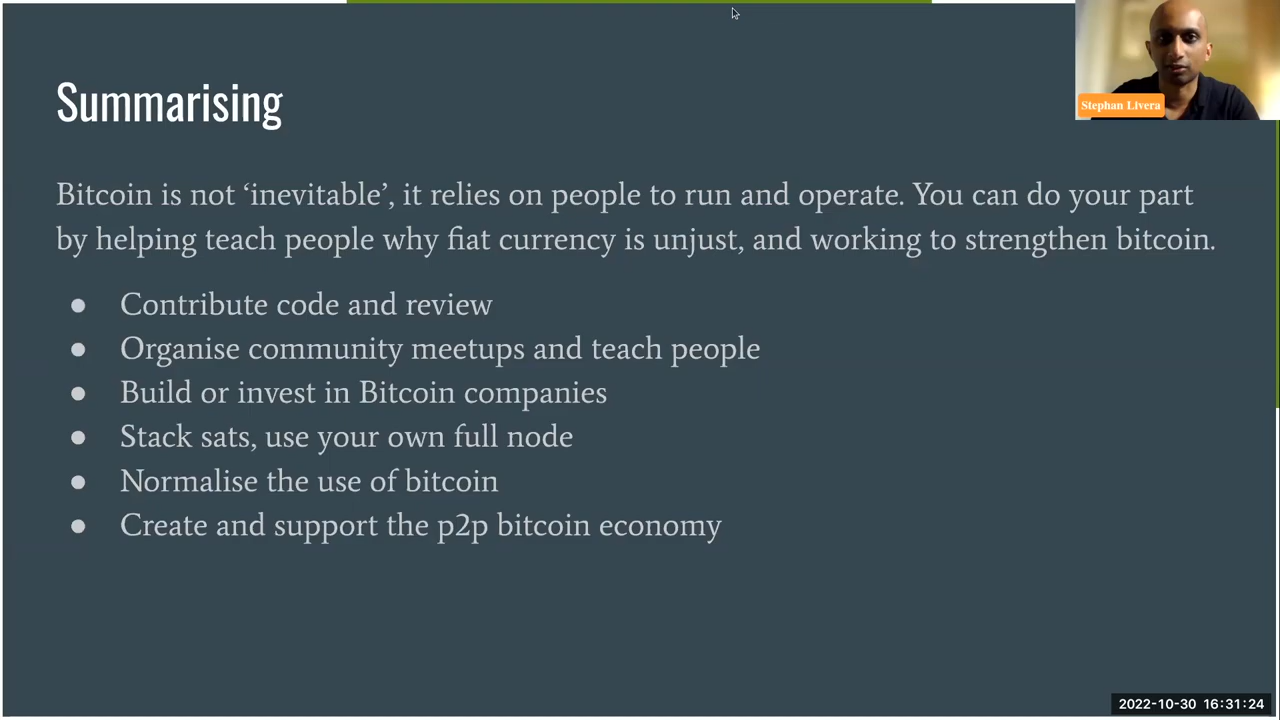 Stephan Livera
Summarising
Bitcoin is not ‘inevitable’, it relies on people to run and operate. You can do your part
by helping teach people why fiat currency is unjust, and working to strengthen bitcoin.
● Contribute code and review
● Organise community meetups and teach people
● Build or invest in Bitcoin companies
● Stack sats, use your own full node
● Normalise the use of bitcoin
● Create and support the p2p bitcoin economy
2022-10-30 16:31:24